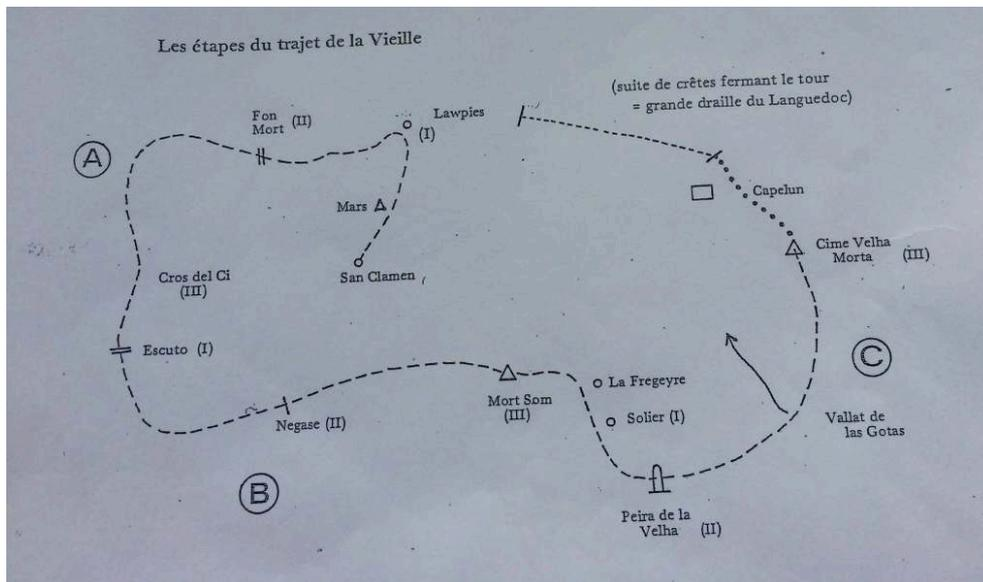 Les étapes du trajet de la Vieille
(suite de crêtes fermant le tour
= grande draille du Languedoc)
Fon
Mort (II)
Lawpies
(I)
A
Mars
Capelun
San Clamen
Cime Velha
Morta (III)
Cros del Ci
(III)
Escuto (I)
C
La Fregeyre
Mort Som
(III)
Solier (I)
Negase (II)
Vallat de
las Gotas
B
Peira de la
Velha (II)